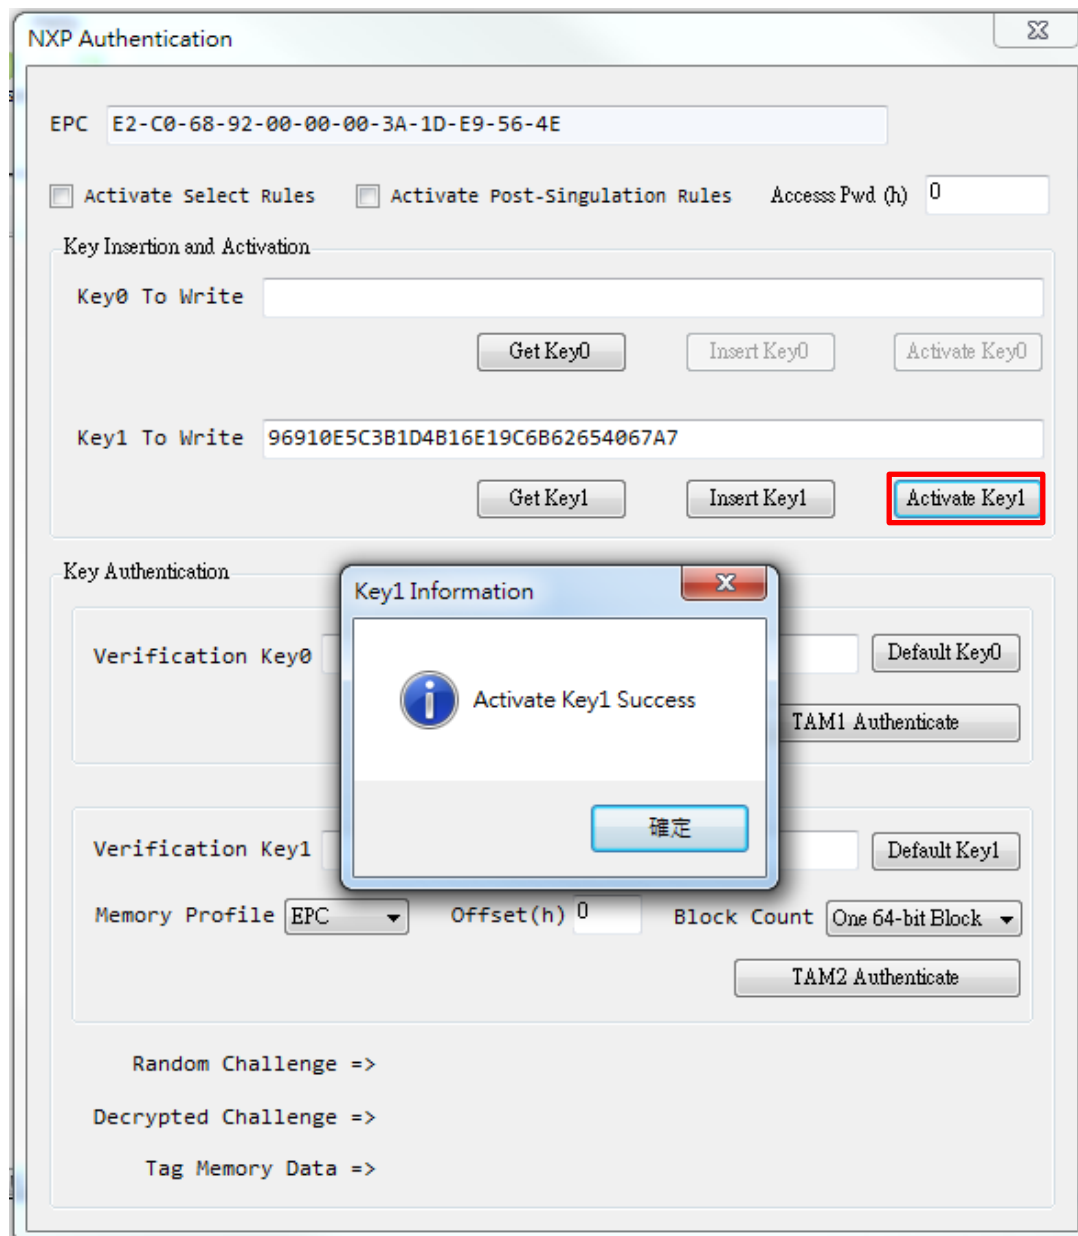 NXP Authentication
EPC E2-C0-68-92-00-00-00-3A-1D-E9-56-4E
Activate Select Rules Activate Post-Singulation Rules Accesss Pwd (h) 0
Key Insertion and Activation
Key0 To Write
Get Key0 Insert Key0 Activate Key0
Key1 To Write 96910E5C3B1D4B16E19C6B62654067A7
Get Key1 Insert Key1 Activate Key1
Key Authentication
Key1 Information
Verification Key0 Default Key0
Activate Key1 Success
TAM1 Authenticate
確定
Verification Key1 Default Key1
Memory Profile EPC Offset(h) 0 Block Count One 64-bit Block
TAM2 Authenticate
Random Challenge =>
Decrypted Challenge =>
Tag Memory Data =>